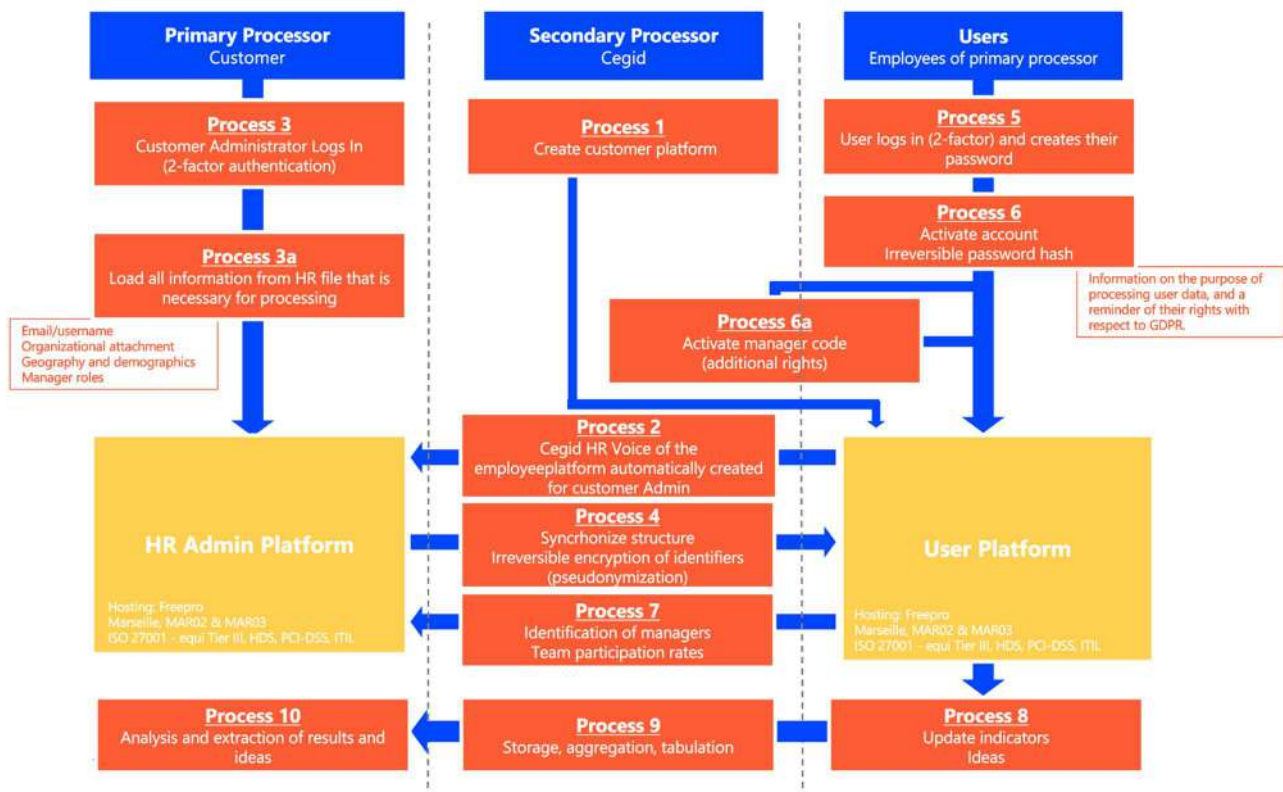 Primary Processor
Customer
Secondary Processor
Cegid
Users
Employees of primary processor
Process 3
Customer Administrator Logs In
(2-factor authentication)
Process 1
Create customer platform
Process 5
User logs in (2-factor) and creates their
password
Process 6
Activate account
Irreversible password hash
Process 3a
Load all information from HR file that is
necessary for processing
Information on the purpose of
processing user data, and a
reminder of their rights with
respect to GDPR.
Email/username
Organizational attachment
Geography and demographics
Manager roles
Process 6a
Activate manager code
(additional rights)
Process 2
Cegid HR Voice of the
employeeplatform automatically created
for customer Admin
Process 4
Syncrhonize structure
Irreversible encryption of identifiers
(pseudonymization)
HR Admin Platform
User Platform
Hosting: Freepro
Marseille, MAR02 & MAR03
ISO 27001 - equi Tier III, HDS, PCI-DSS, ITIL
Process 7
Identification of managers
Team participation rates
Hosting: Freepro
Marseille, MAR02 & MAR03
ISO 27001 - equi Tier III, HDS, PCI-DSS, ITIL
Process 10
Analysis and extraction of results and
ideas
Process 9
Storage, aggregation, tabulation
Process 8
Update indicators
Ideas